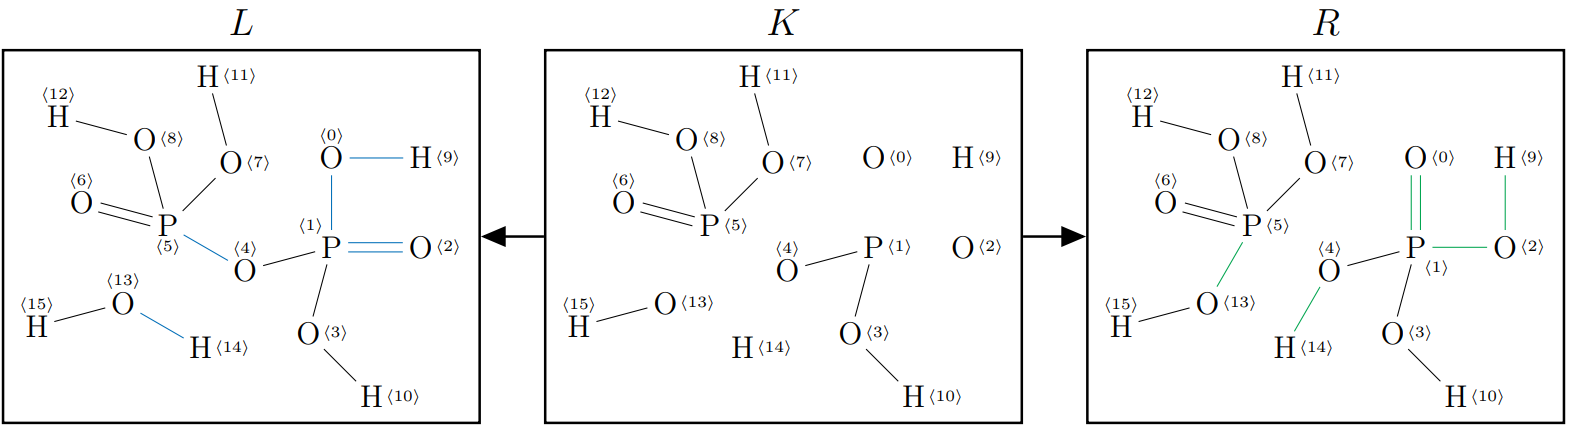 L
K
R
H ⟨11⟩
⟨12⟩
H
O ⟨8⟩
O ⟨7⟩
⟨0⟩
O
H ⟨9⟩
⟨6⟩
O
P
⟨5⟩
⟨4⟩
O
⟨1⟩
P
O ⟨2⟩
⟨13⟩
O
⟨15⟩
H
H ⟨14⟩
O ⟨3⟩
H ⟨10⟩
H ⟨11⟩
⟨12⟩
H
O ⟨8⟩
O ⟨7⟩
O ⟨0⟩
H ⟨9⟩
⟨6⟩
O
P ⟨5⟩
⟨4⟩
O
P ⟨1⟩
O ⟨2⟩
⟨15⟩
H
O ⟨13⟩
H ⟨14⟩
O ⟨3⟩
H ⟨10⟩
H ⟨11⟩
⟨12⟩
H
O ⟨8⟩
O ⟨7⟩
O ⟨0⟩
⟨9⟩
H
⟨6⟩
O
P ⟨5⟩
⟨4⟩
O
P
⟨1⟩
⟨2⟩
O
⟨15⟩
H
O ⟨13⟩
H ⟨14⟩
O ⟨3⟩
H ⟨10⟩